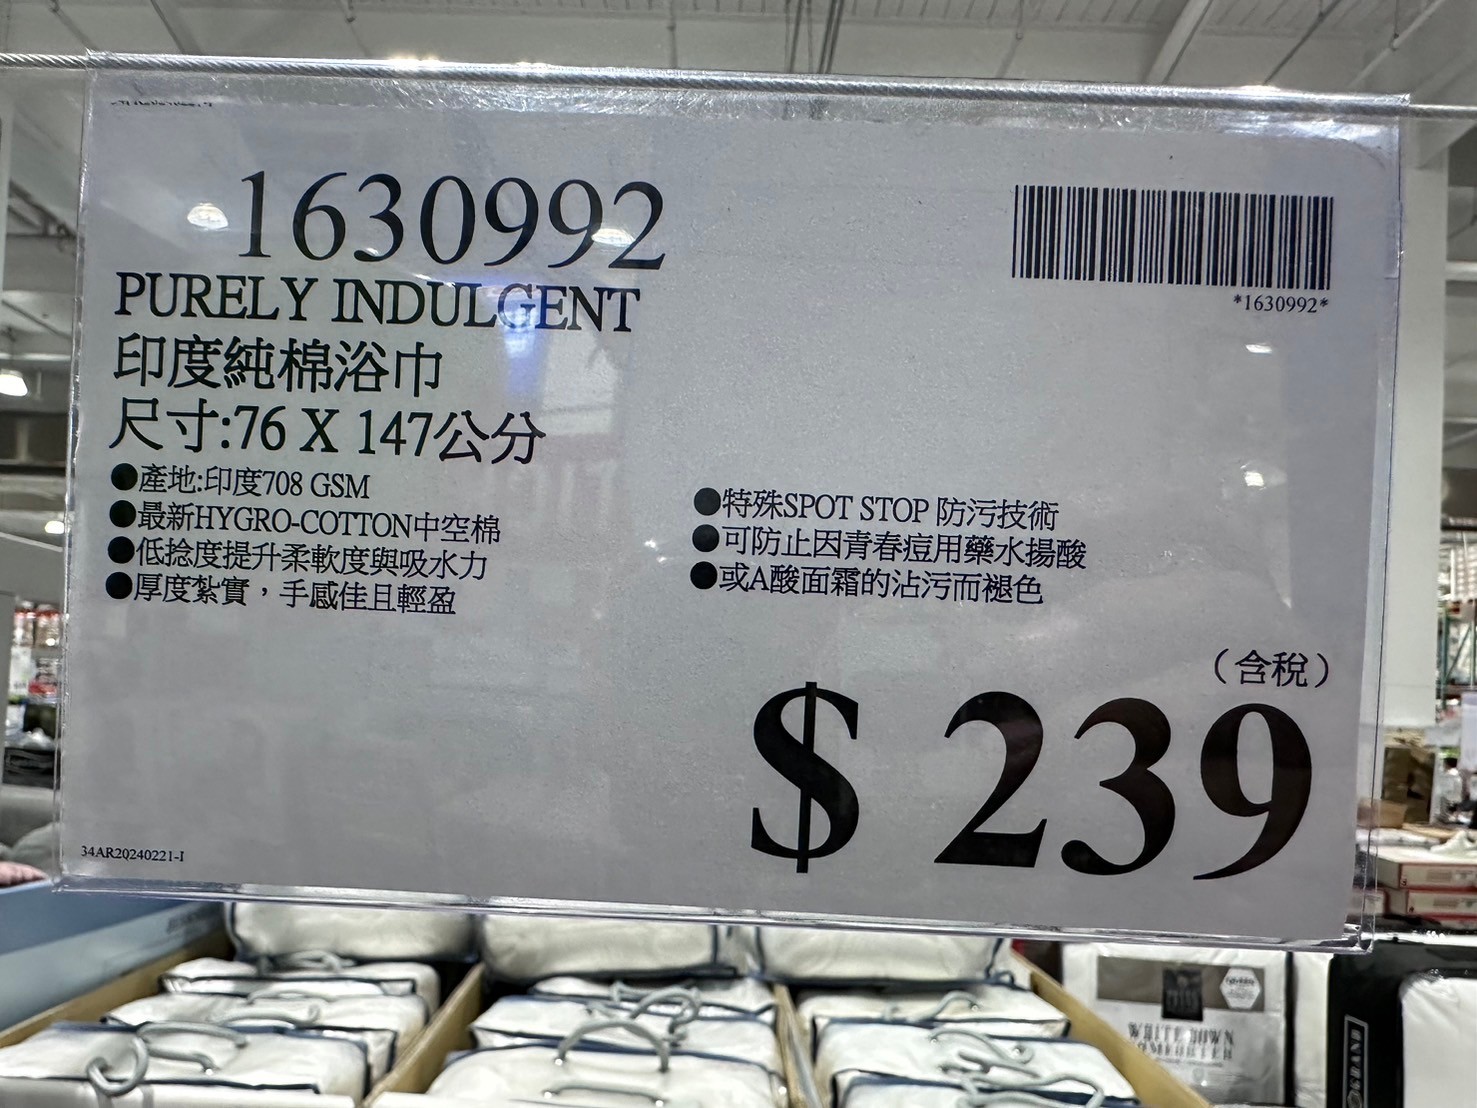 1630992
*1630992*
PURELY INDULGENT
印度純棉浴巾
尺寸:76 X 147公分
●產地:印度708 GSM
●最新HYGRO-COTTON中空棉
●低捻度提升柔軟度與吸水力
●厚度紮實，手感佳且輕盈
●特殊SPOT STOP 防污技術
●可防止因青春痘用藥水揚酸
●或A酸面霜的沾污而褪色
（含稅）
$ 239
34AR20240221-I
WHITE DOWN
COMFORTER